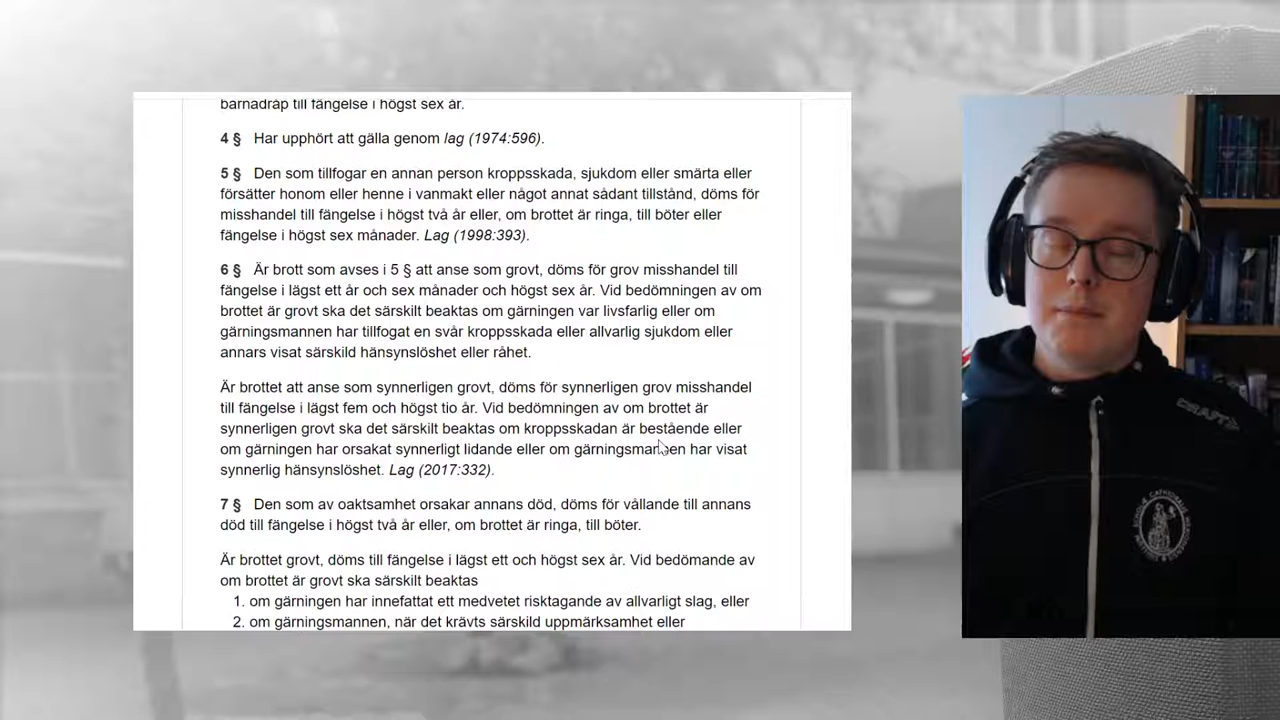 barnadråp till fängelse i högst sex år.
4 § Har upphört att gälla genom lag (1974:596).
5 § Den som tillfogar en annan person kroppsskada, sjukdom eller smärta eller
försätter honom eller henne i vanmakt eller något annat sådant tillstånd, döms för
misshandel till fängelse i högst två år eller, om brottet är ringa, till böter eller
fängelse i högst sex månader. Lag (1998:393).
6 § Är brott som avses i 5 § att anse som grovt, döms för grov misshandel till
fängelse i lägst ett år och sex månader och högst sex år. Vid bedömningen av om
brottet är grovt ska det särskilt beaktas om gärningen var livsfarlig eller om
gärningsmannen har tillfogat en svår kroppsskada eller allvarlig sjukdom eller
annars visat särskild hänsynslöshet eller råhet.
Är brottet att anse som synnerligen grovt, döms för synnerligen grov misshandel
till fängelse i lägst fem och högst tio år. Vid bedömningen av om brottet är
synnerligen grovt ska det särskilt beaktas om kroppsskadan är bestående eller
om gärningen har orsakat synnerligt lidande eller om gärningsmannen har visat
synnerlig hänsynslöshet. Lag (2017:332).
7 § Den som av oaktsamhet orsakar annans död, döms för vållande till annans
död till fängelse i högst två år eller, om brottet är ringa, till böter.
Är brottet grovt, döms till fängelse i lägst ett och högst sex år. Vid bedömande av
om brottet är grovt ska särskilt beaktas
1. om gärningen har innefattat ett medvetet risktagande av allvarligt slag, eller
2. om gärningsmannen, när det krävts särskild uppmärksamhet eller
CRAFT